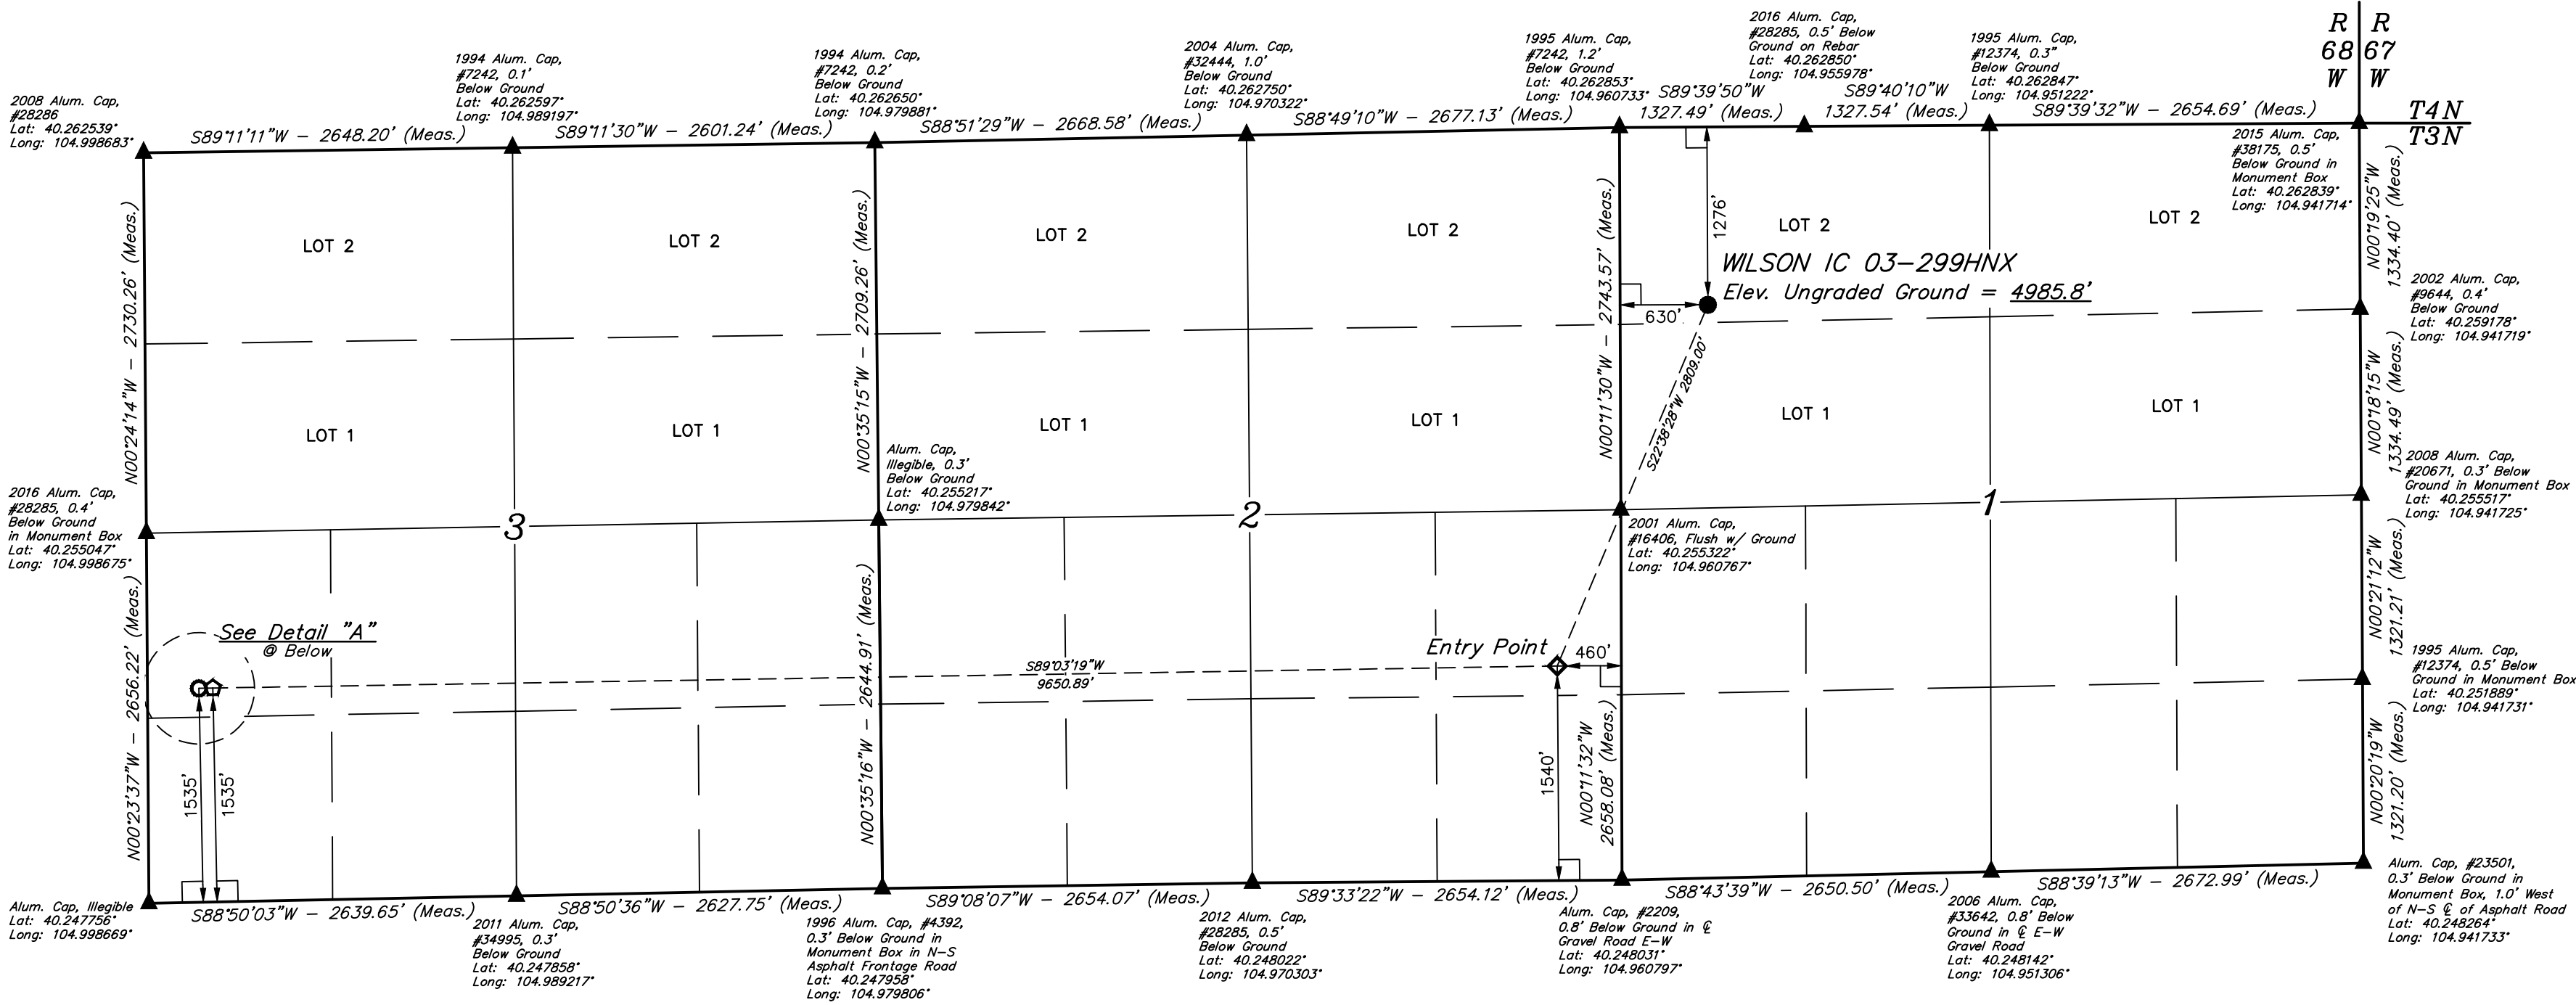 R R
68 67
W W
T4N
T3N
2008 Alum. Cap,
#28286
Lat: 40.262539°
Long: 104.998683°
1994 Alum. Cap,
#7242, 0.1'
Below Ground
Lat: 40.262597°
Long: 104.989197°
1994 Alum. Cap,
#7242, 0.2'
Below Ground
Lat: 40.262650°
Long: 104.979881°
2004 Alum. Cap,
#32444, 1.0'
Below Ground
Lat: 40.262750°
Long: 104.970322°
1995 Alum. Cap,
#7242, 1.2'
Below Ground
Lat: 40.262853°
Long: 104.960733°
2016 Alum. Cap,
#28285, 0.5' Below
Ground on Rebar
Lat: 40.262850°
Long: 104.955978°
1995 Alum. Cap,
#12374, 0.3"
Below Ground
Lat: 40.262847°
Long: 104.951222°
2015 Alum. Cap,
#38175, 0.5'
Below Ground in
Monument Box
Lat: 40.262839°
Long: 104.941714°
S89°11'11"W - 2648.20' (Meas.)
S89°11'30"W - 2601.24' (Meas.)
S88°51'29"W - 2668.58' (Meas.)
S88°49'10"W - 2677.13' (Meas.)
S89°39'50"W
1327.49' (Meas.)
S89°40'10"W
1327.54' (Meas.)
S89°39'32"W - 2654.69' (Meas.)
N00°24'14"W - 2730.26' (Meas.)
N00°35'15"W - 2709.26' (Meas.)
N00°11'30"W - 2743.57' (Meas.)
N00°19'25"W
1334.40' (Meas.)
LOT 2
LOT 2
LOT 2
LOT 2
LOT 2
LOT 2
1276'
WILSON IC 03-299HNX
Elev. Ungraded Ground = 4985.8'
630'
S22°38'28"W 2809.00'
2002 Alum. Cap,
#9644, 0.4'
Below Ground
Lat: 40.259178°
Long: 104.941719°
N00°18'15"W
1334.49' (Meas.)
LOT 1
LOT 1
LOT 1
LOT 1
LOT 1
LOT 1
2016 Alum. Cap,
#28285, 0.4'
Below Ground
in Monument Box
Lat: 40.255047°
Long: 104.998675°
Alum. Cap,
Illegible, 0.3'
Below Ground
Lat: 40.255217°
Long: 104.979842°
2001 Alum. Cap,
#16406, Flush w/ Ground
Lat: 40.255322°
Long: 104.960767°
2008 Alum. Cap,
#20671, 0.3' Below
Ground in Monument Box
Lat: 40.255517°
Long: 104.941725°
3
2
1
N00°23'37"W - 2656.22' (Meas.)
N00°35'16"W - 2644.91' (Meas.)
N00°11'32"W
2658.08' (Meas.)
N00°21'12"W
1321.21' (Meas.)
See Detail "A"
@ Below
S89°03'19"W
9650.89'
Entry Point
460'
1995 Alum. Cap,
#12374, 0.5' Below
Ground in Monument Box
Lat: 40.251889°
Long: 104.941731°
N00°20'19"W
1321.20' (Meas.)
1535'
1535'
1540'
S88°50'03"W - 2639.65' (Meas.)
S88°50'36"W - 2627.75' (Meas.)
S89°08'07"W - 2654.07' (Meas.)
S89°33'22"W - 2654.12' (Meas.)
S88°43'39"W - 2650.50' (Meas.)
S88°39'13"W - 2672.99' (Meas.)
Alum. Cap, Illegible
Lat: 40.247756°
Long: 104.998669°
2011 Alum. Cap,
#34995, 0.3'
Below Ground
Lat: 40.247858°
Long: 104.989217°
1996 Alum. Cap, #4392,
0.3' Below Ground in
Monument Box in N-S
Asphalt Frontage Road
Lat: 40.247958°
Long: 104.979806°
2012 Alum. Cap,
#28285, 0.5'
Below Ground
Lat: 40.248022°
Long: 104.970303°
Alum. Cap, #2209,
0.8' Below Ground in ℄
Gravel Road E-W
Lat: 40.248031°
Long: 104.960797°
2006 Alum. Cap,
#33642, 0.8' Below
Ground in ℄ E-W
Gravel Road
Lat: 40.248142°
Long: 104.951306°
Alum. Cap, #23501,
0.3' Below Ground in
Monument Box, 1.0' West
of N-S ℄ of Asphalt Road
Lat: 40.248264°
Long: 104.941733°